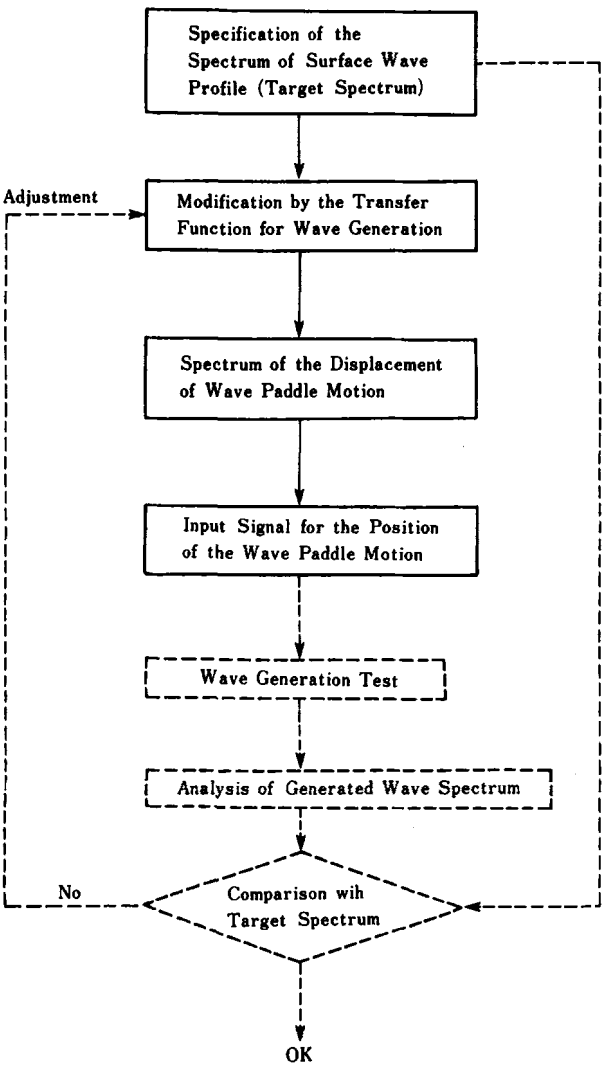 Specification of the
Spectrum of Surface Wave
Profile (Target Spectrum)
Adjustment
Modification by the Transfer
Function for Wave Generation
Spectrum of the Displacement
of Wave Paddle Motion
Input Signal for the Position
of the Wave Paddle Motion
Wave Generation Test
Analysis of Generated Wave Spectrum
No
Comparison wih
Target Spectrum
OK